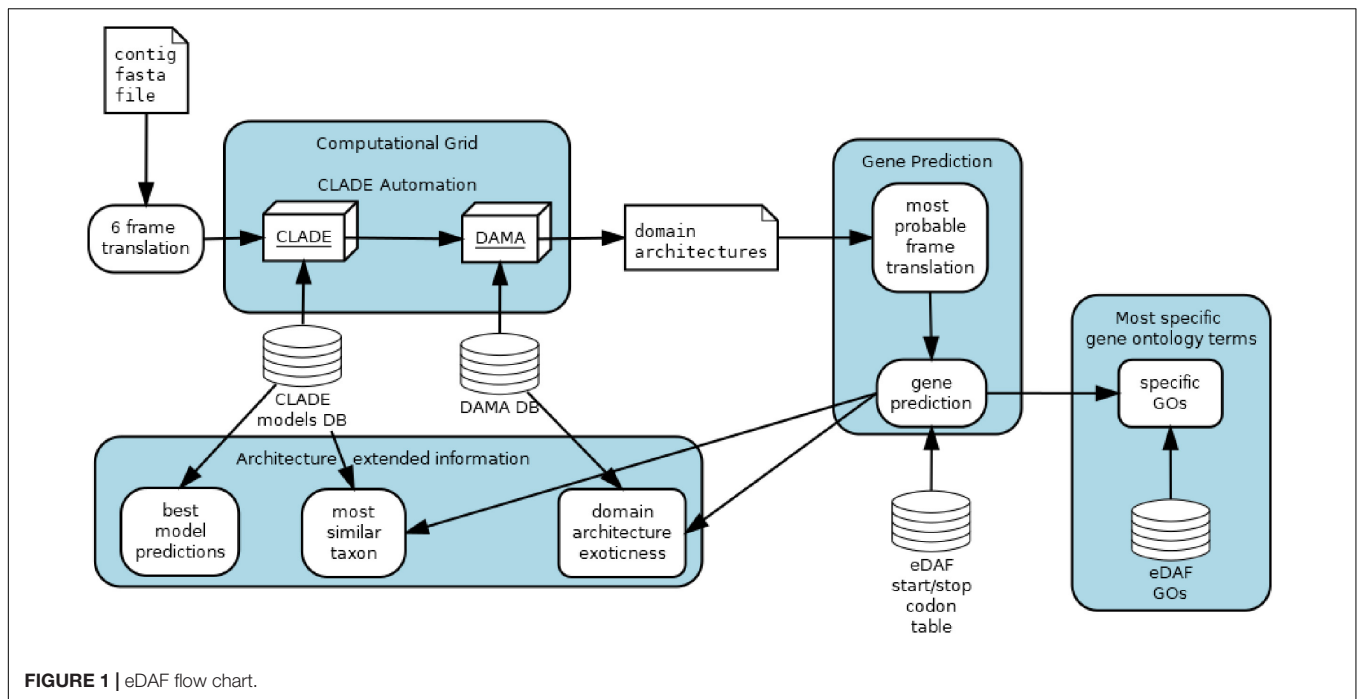 contig
fasta
file
Computational Grid
CLADE Automation
6 frame
translation
CLADE
DAMA
domain
architectures
Gene Prediction
most
probable
frame
translation
gene
prediction
Most specific
gene ontology terms
specific
GOs
CLADE
models DB
DAMA DB
Architecture extended information
best
model
predictions
most
similar
taxon
domain
architecture
exoticness
eDAF
start/stop
codon
table
eDAF
GOs
FIGURE 1 | eDAF flow chart.